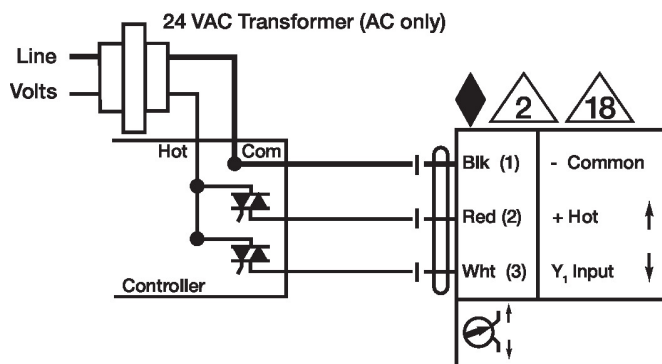 24 VAC Transformer (AC only)
Line
Volts
2
18
Hot
Com
Blk (1)
- Common
Red (2)
+ Hot
Wht (3)
Y₁ Input
Controller